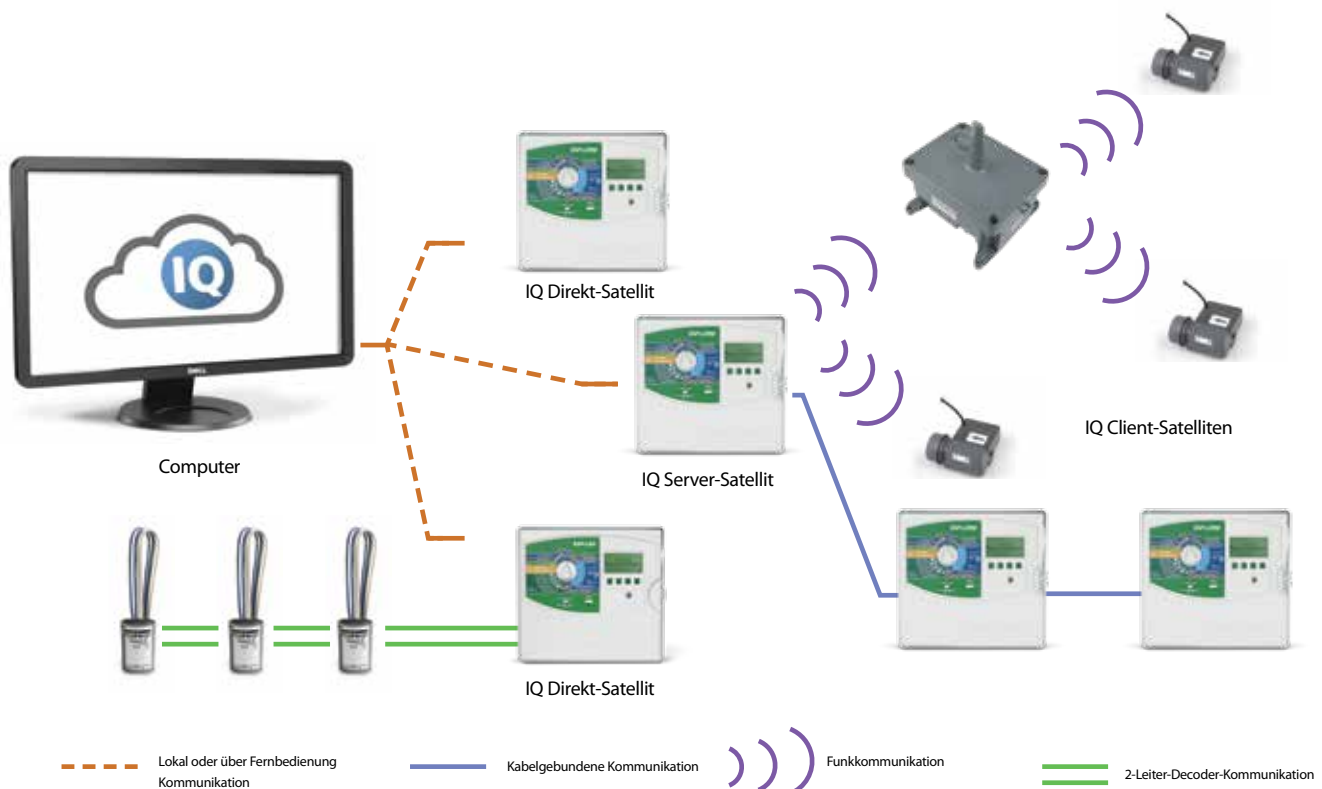 IQ
DELL
Computer
IQ Direkt-Satellit
IQ Server-Satellit
IQ Client-Satelliten
IQ Direkt-Satellit
Lokal oder über Fernbedienung
Kommunikation
Kabelgebundene Kommunikation
Funkkommunikation
2-Leiter-Decoder-Kommunikation